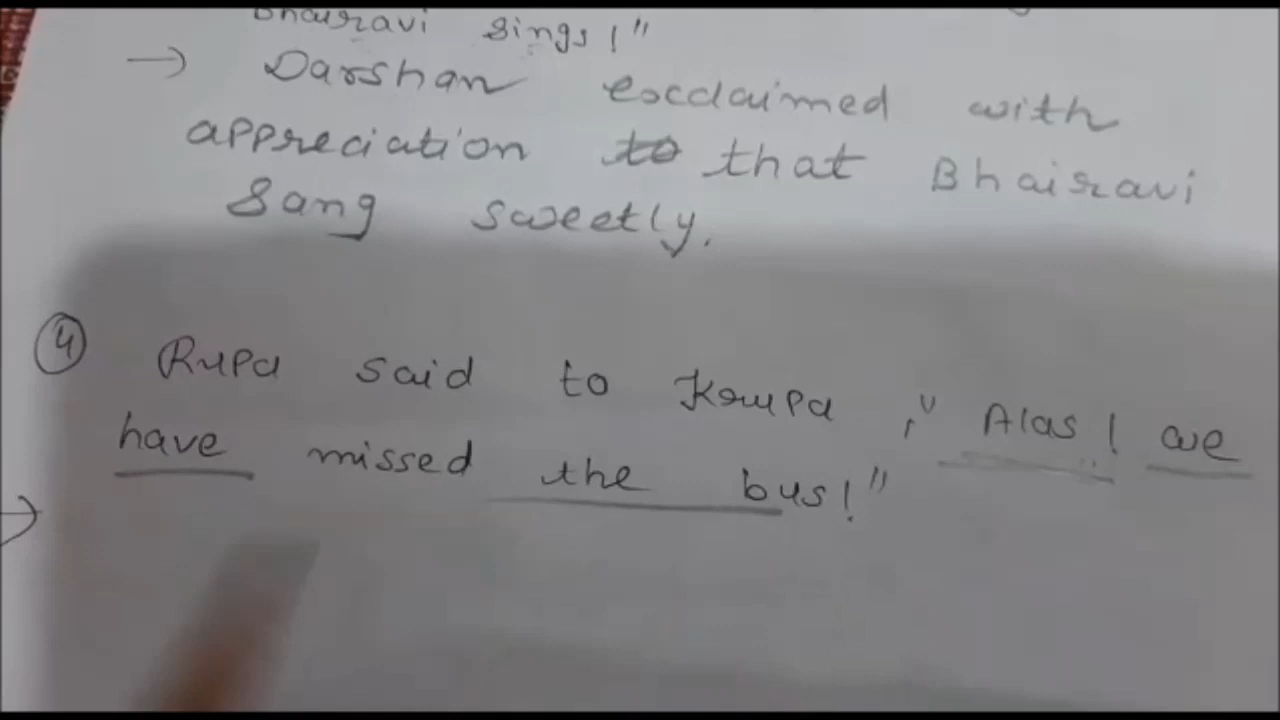 Bhairavi sings!"
→ Darshan exclaimed with
appreciation to that Bhairavi
Sang sweetly.
4 Rupa said to Krupa, "Alas! we
have missed the bus!"
→